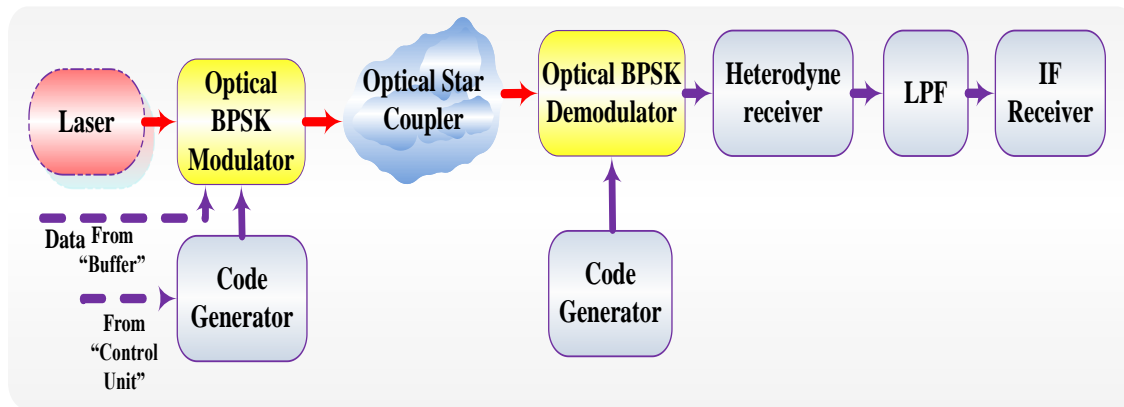 Laser
Optical
BPSK
Modulator
Optical Star
Coupler
Optical BPSK
Demodulator
Heterodyne
receiver
LPF
IF
Receiver
Data From
“Buffer”
Code
Generator
From
“Control
Unit”
Code
Generator